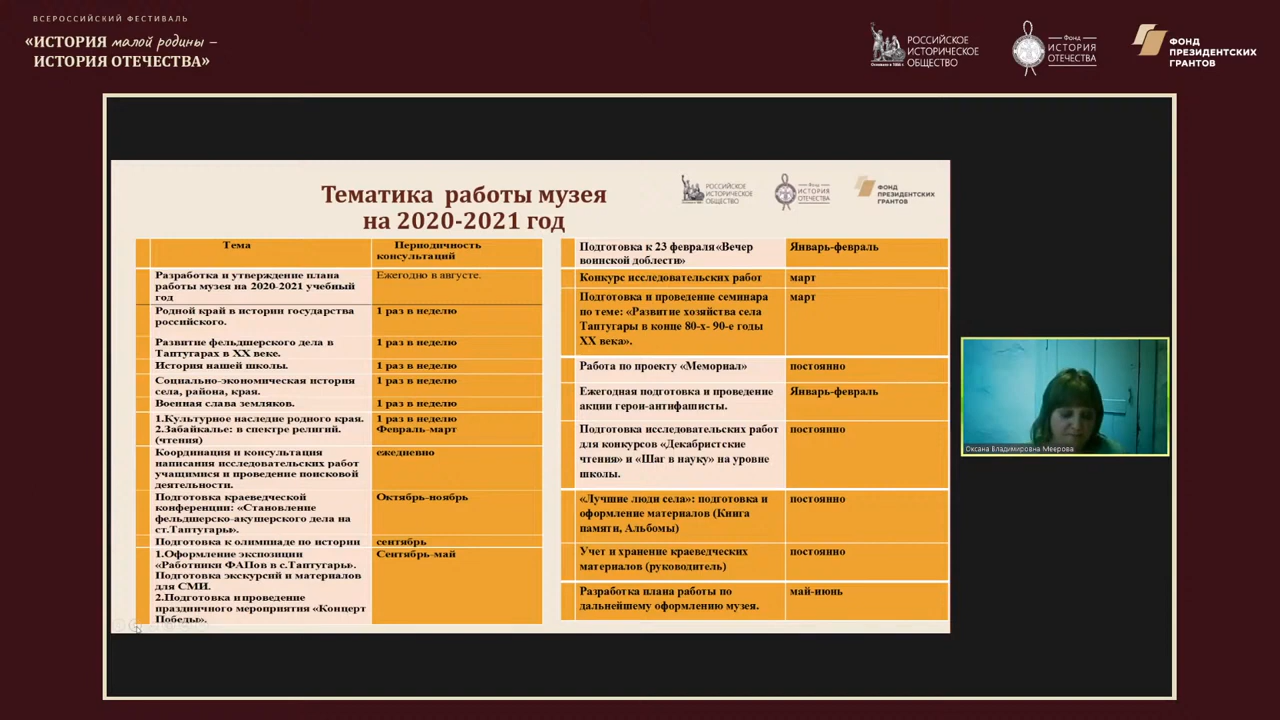 ВСЕРОССИЙСКИЙ ФЕСТИВАЛЬ
«ИСТОРИЯ малой родины –
ИСТОРИЯ ОТЕЧЕСТВА»
РОССИЙСКОЕ
ИСТОРИЧЕСКОЕ
ОБЩЕСТВО
Основано в 1866 г.
Фонд
ИСТОРИЯ
ОТЕЧЕСТВА
ФОНД
ПРЕЗИДЕНТСКИХ
ГРАНТОВ
Тематика работы музея
на 2020-2021 год
РОССИЙСКОЕ
ИСТОРИЧЕСКОЕ
ОБЩЕСТВО
Фонд
ИСТОРИЯ
ОТЕЧЕСТВА
ФОНД
ПРЕЗИДЕНТСКИХ
ГРАНТОВ
Тема
Периодичность
консультаций
Разработка и утверждение плана
работы музея на 2020-2021 учебный
год
Ежегодно в августе.
Родной край в истории государства
российского.
1 раз в неделю
Развитие фельдшерского дела в
Таптугарах в XX веке.
1 раз в неделю
История нашей школы.
1 раз в неделю
Социально-экономическая история
села, района, края.
1 раз в неделю
Военная слава земляков.
1 раз в неделю
1.Культурное наследие родного края.
2.Забайкалье: в спектре религий.
(чтения)
1 раз в неделю
Февраль-март
Координация и консультация
написания исследовательских работ
учащимися и проведение поисковой
деятельности.
ежедневно
Подготовка краеведческой
конференции: «Становление
фельдшерско-акушерского дела на
ст.Таптугары».
Октябрь-ноябрь
Подготовка к олимпиаде по истории
сентябрь
1.Оформление экспозиции
«Работники ФАПов в с.Таптугары».
Подготовка экскурсий и материалов
для СМИ.
2.Подготовка и проведение
праздничного мероприятия «Концерт
Победы».
Сентябрь-май
Подготовка к 23 февраля «Вечер
воинской доблести»
Январь-февраль
Конкурс исследовательских работ
март
Подготовка и проведение семинара
по теме: «Развитие хозяйства села
Таптугары в конце 80-х- 90-е годы
XX века».
март
Работа по проекту «Мемориал»
постоянно
Ежегодная подготовка и проведение
акции герои-антифашисты.
Январь-февраль
Подготовка исследовательских работ
для конкурсов «Декабристские
чтения» и «Шаг в науку» на уровне
школы.
постоянно
«Лучшие люди села»: подготовка и
оформление материалов (Книга
памяти, Альбомы)
постоянно
Учет и хранение краеведческих
материалов (руководитель)
постоянно
Разработка плана работы по
дальнейшему оформлению музея.
май-июнь
Оксана Владимировна Меерова